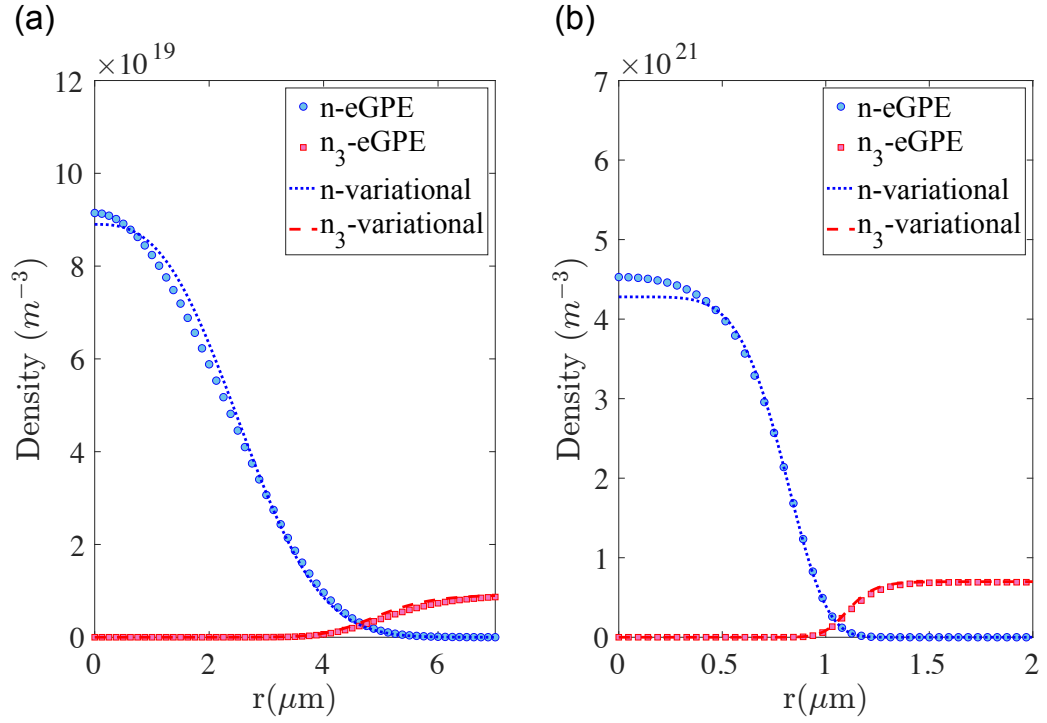 (a)
×10^19
12
10
8
6
4
2
0
0 2 4 6
Density (m^−3)
r(μm)
n-eGPE
n_3-eGPE
n-variational
n_3-variational
(b)
×10^21
7
6
5
4
3
2
1
0
0 0.5 1 1.5 2
Density (m^−3)
r(μm)
n-eGPE
n_3-eGPE
n-variational
n_3-variational